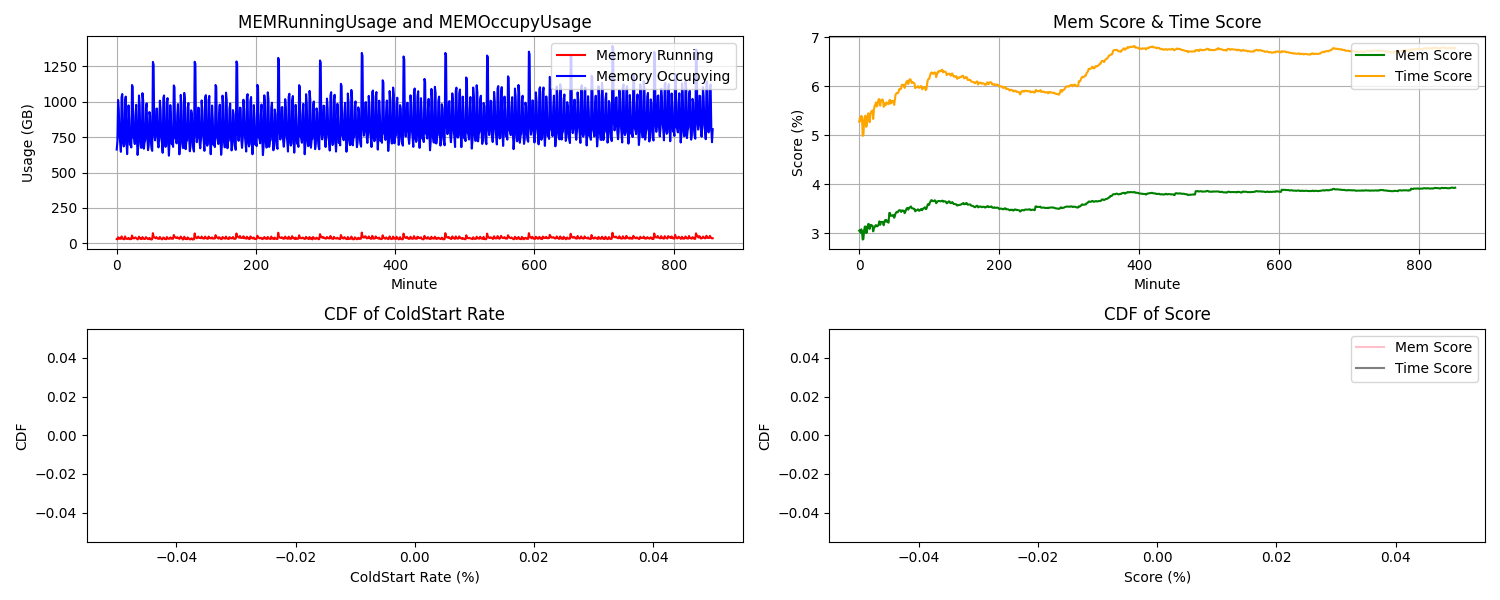 MEMRunningUsage and MEMOccupyUsage
Usage (GB)
1250
1000
750
500
250
0
Memory Running
Memory Occupying
0 200 400 600 800
Minute
Mem Score & Time Score
Score (%)
7
6
5
4
3
Mem Score
Time Score
0 200 400 600 800
Minute
CDF of ColdStart Rate
CDF
0.04
0.02
0.00
−0.02
−0.04
−0.04 −0.02 0.00 0.02 0.04
ColdStart Rate (%)
CDF of Score
CDF
0.04
0.02
0.00
−0.02
−0.04
Mem Score
Time Score
−0.04 −0.02 0.00 0.02 0.04
Score (%)